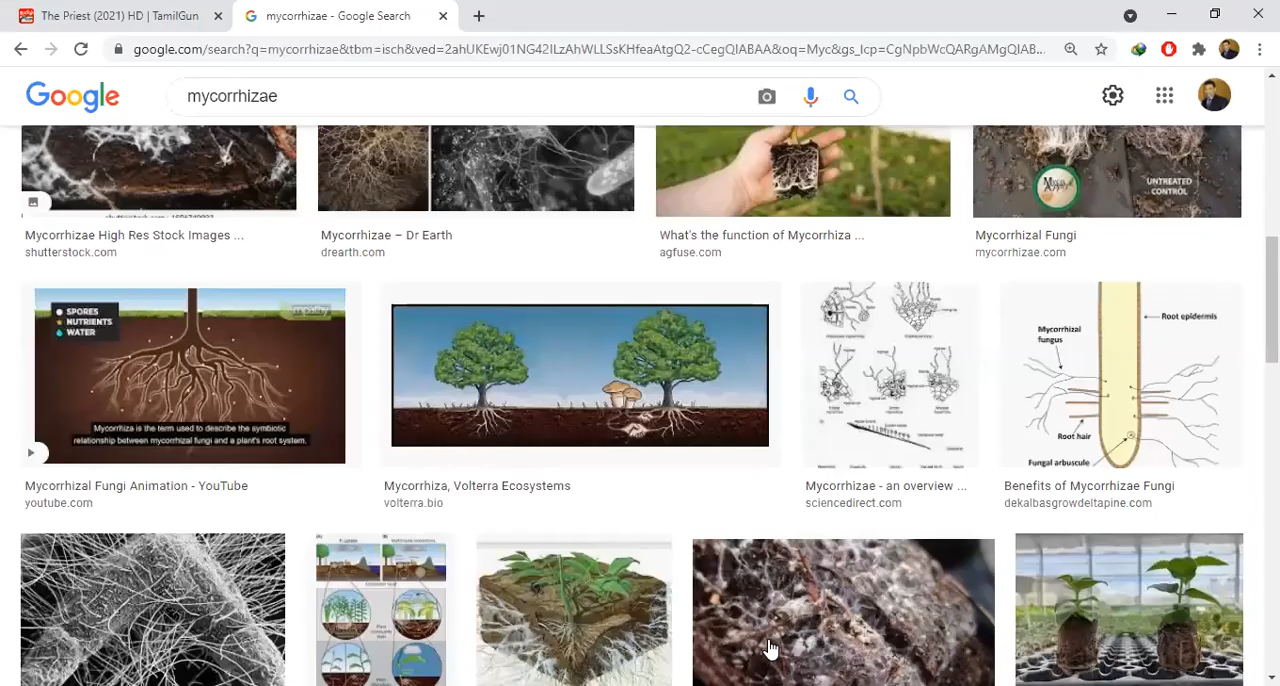 The Priest (2021) HD | TamilGun
mycorrhizae - Google Search
google.com/search?q=mycorrhizae&tbm=isch&ved=2ahUKEwj01NG42ILzAhWLLSsKHfeaAtgQ2-cCegQIABAA&oq=Myc&gs_lcp=CgNpbWcQARgAMgQIAB...
Google
mycorrhizae
UNTREATED
CONTROL
Mycorrhizae High Res Stock Images ...
Mycorrhizae – Dr Earth
What's the function of Mycorrhiza ...
Mycorrhizal Fungi
shutterstock.com
drearth.com
agfuse.com
mycorrhizae.com
SPORES
NUTRIENTS
WATER
Mycorrhiza is the term used to describe the symbiotic
relationship between mycorrhizal fungi and a plant's root system.
Root epidermis
Mycorrhizal
fungus
Root hair
Fungal arbuscule
Mycorrhizal Fungi Animation - YouTube
Mycorrhiza, Volterra Ecosystems
Mycorrhizae - an overview ...
Benefits of Mycorrhizae Fungi
youtube.com
volterra.bio
sciencedirect.com
dekalbasgrowdeltapine.com